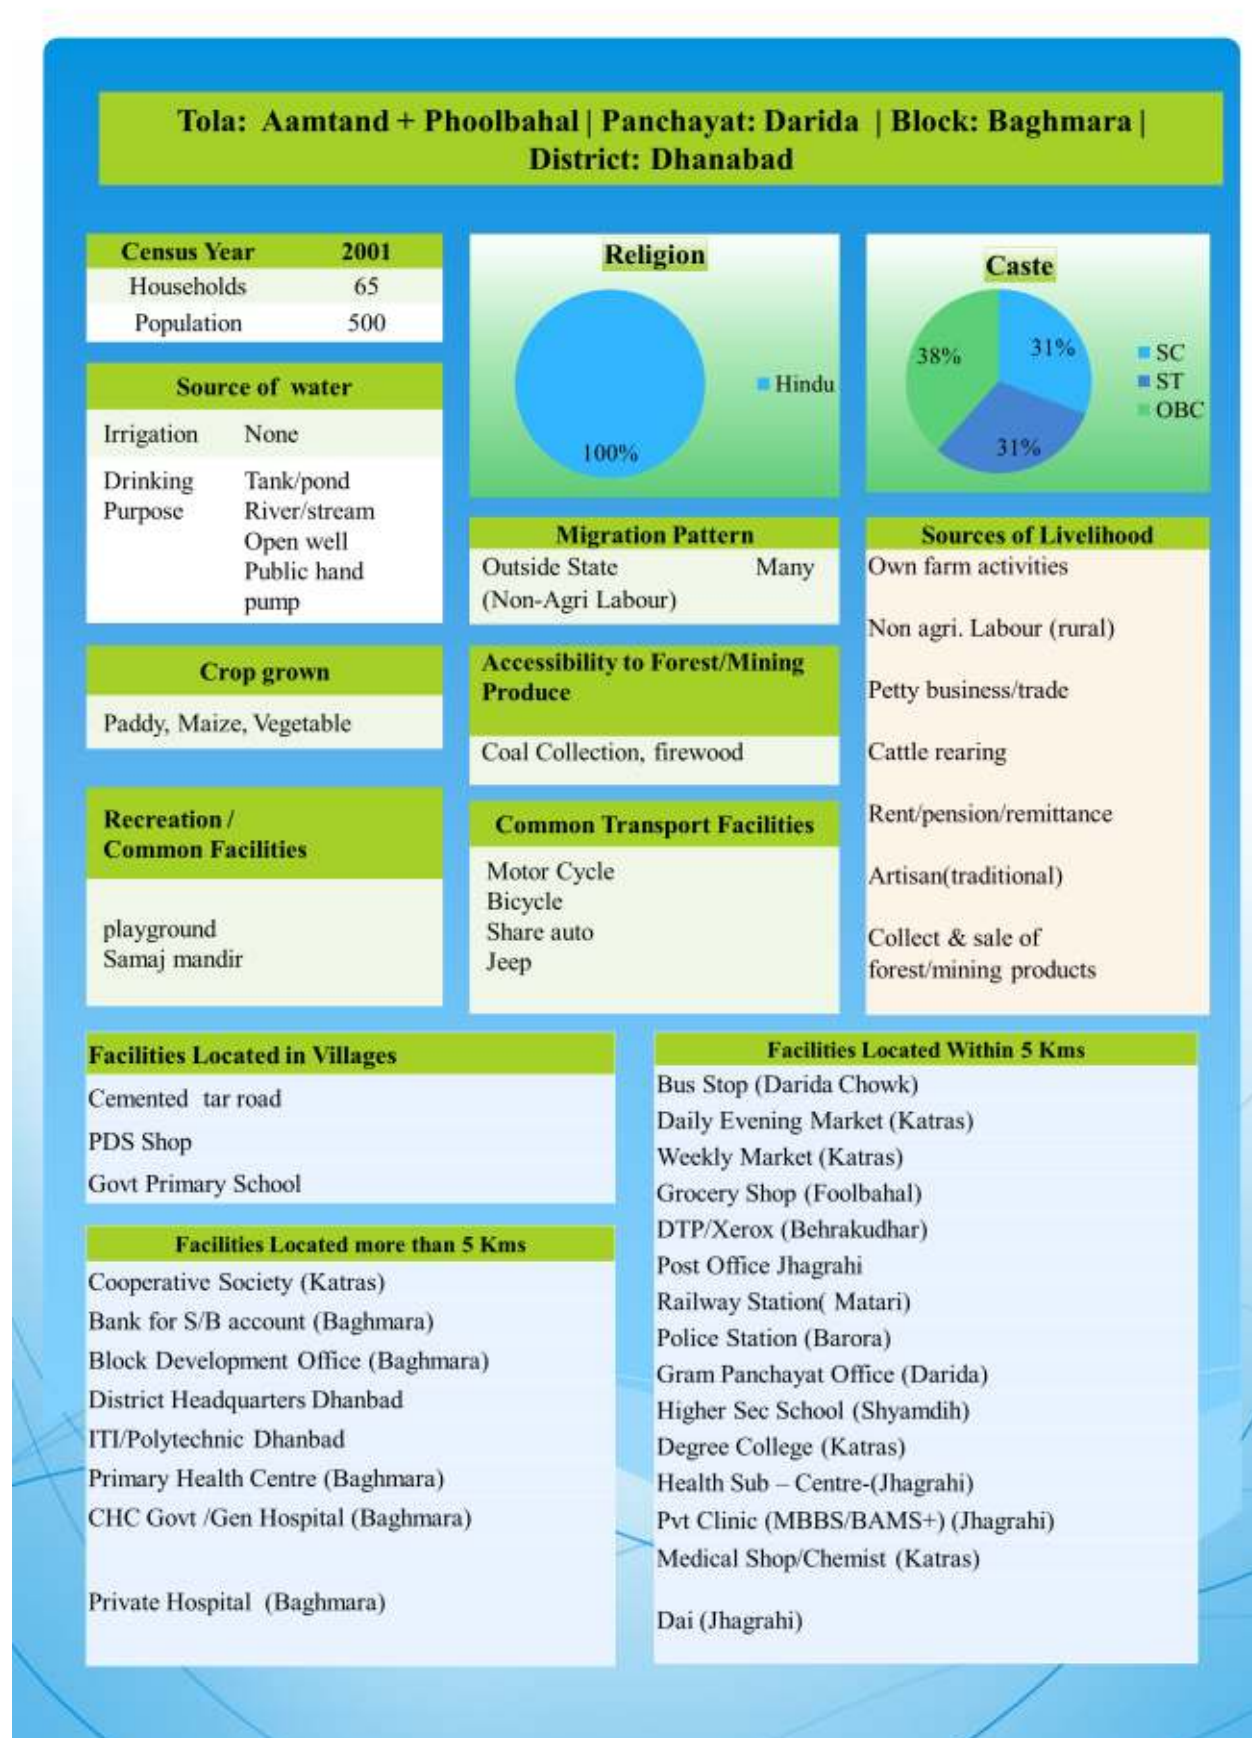 Tola: Aamtand + Phoolbahal | Panchayat: Darida | Block: Baghmara |
District: Dhanabad
Census Year 2001
Households 65
Population 500
Source of water
Irrigation None
Drinking Tank/pond
Purpose River/stream
Open well
Public hand
pump
Crop grown
Paddy, Maize, Vegetable
Recreation /
Common Facilities
playground
Samaj mandir
Religion
Hindu
100%
Migration Pattern
Outside State Many
(Non-Agri Labour)
Accessibility to Forest/Mining
Produce
Coal Collection, firewood
Common Transport Facilities
Motor Cycle
Bicycle
Share auto
Jeep
Caste
38%
31%
31%
SC
ST
OBC
Sources of Livelihood
Own farm activities
Non agri. Labour (rural)
Petty business/trade
Cattle rearing
Rent/pension/remittance
Artisan(traditional)
Collect & sale of
forest/mining products
Facilities Located in Villages
Cemented tar road
PDS Shop
Govt Primary School
Facilities Located more than 5 Kms
Cooperative Society (Katras)
Bank for S/B account (Baghmara)
Block Development Office (Baghmara)
District Headquarters Dhanbad
ITI/Polytechnic Dhanbad
Primary Health Centre (Baghmara)
CHC Govt /Gen Hospital (Baghmara)
Private Hospital (Baghmara)
Facilities Located Within 5 Kms
Bus Stop (Darida Chowk)
Daily Evening Market (Katras)
Weekly Market (Katras)
Grocery Shop (Foolbahal)
DTP/Xerox (Behrakudhar)
Post Office Jhagrahi
Railway Station( Matari)
Police Station (Barora)
Gram Panchayat Office (Darida)
Higher Sec School (Shyamdih)
Degree College (Katras)
Health Sub – Centre-(Jhagrahi)
Pvt Clinic (MBBS/BAMS+) (Jhagrahi)
Medical Shop/Chemist (Katras)
Dai (Jhagrahi)